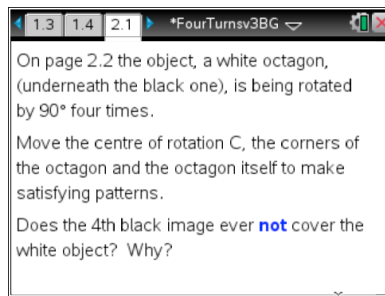 1.3 1.4 2.1 *FourTurnsv3BG
On page 2.2 the object, a white octagon,
(underneath the black one), is being rotated
by 90° four times.
Move the centre of rotation C, the corners of
the octagon and the octagon itself to make
satisfying patterns.
Does the 4th black image ever not cover the
white object? Why?